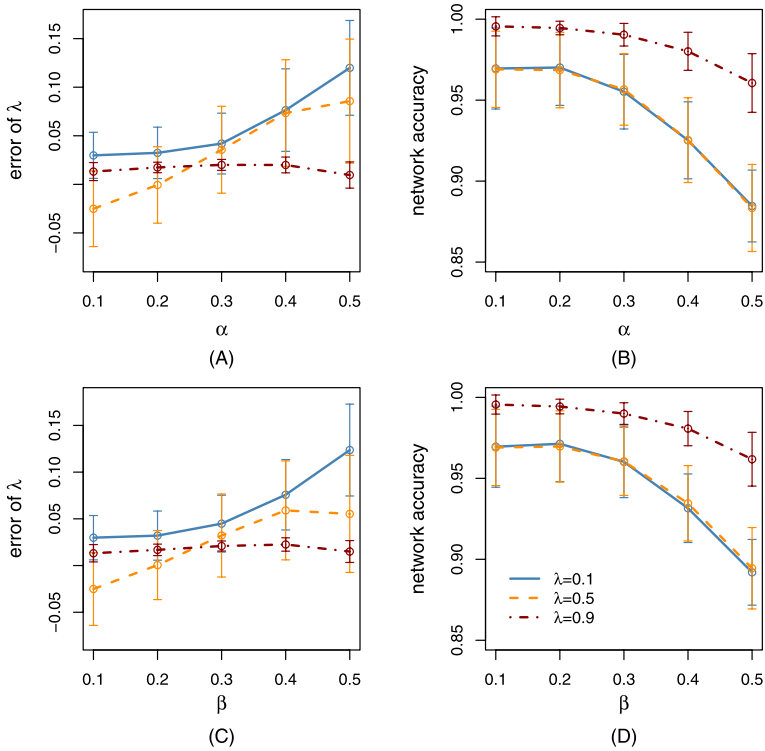 error of λ
0.15
0.10
0.05
−0.05
0.1 0.2 0.3 0.4 0.5
α
(A)
network accuracy
1.00
0.95
0.90
0.85
0.1 0.2 0.3 0.4 0.5
α
(B)
error of λ
0.15
0.10
0.05
−0.05
0.1 0.2 0.3 0.4 0.5
β
(C)
network accuracy
1.00
0.95
0.90
0.85
λ=0.1
λ=0.5
λ=0.9
0.1 0.2 0.3 0.4 0.5
β
(D)